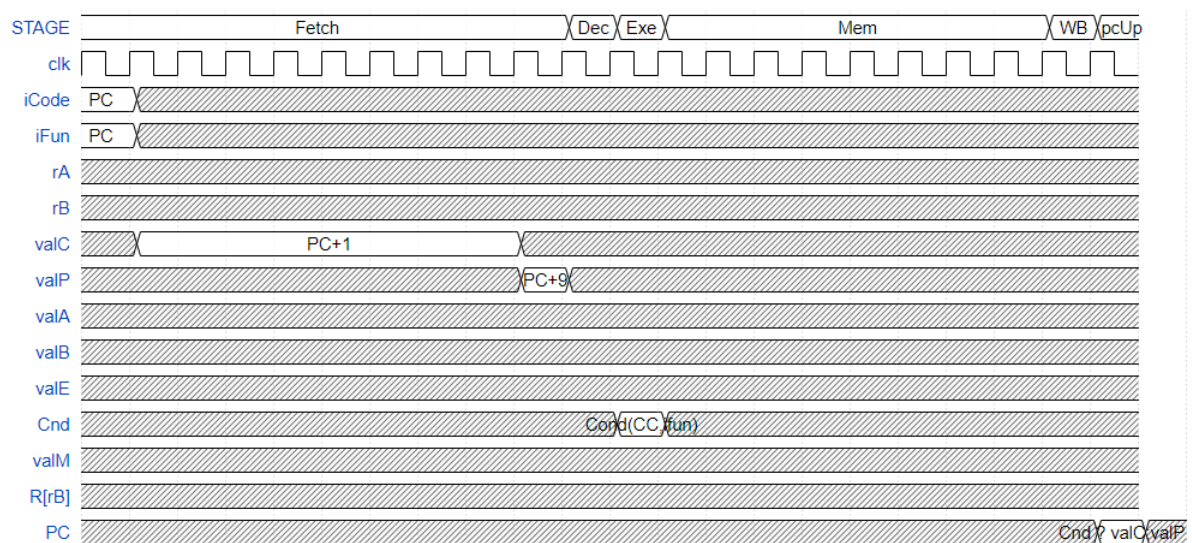 STAGE Fetch Dec Exe Mem WB pcUp
clk
iCode PC
iFun PC
rA
rB
valC PC+1
valP PC+9
valA
valB
valE
Cnd Cond(CC,ifun)
valM
R[rB]
PC Cnd ? valC:valP